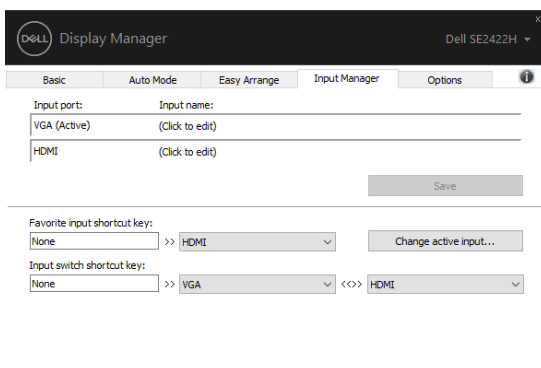 x
DELL Display Manager Dell SE2422H
Basic Auto Mode Easy Arrange Input Manager Options i
Input port: Input name:
VGA (Active) (Click to edit)
HDMI (Click to edit)
Save
Favorite input shortcut key:
None >> HDMI Change active input...
Input switch shortcut key:
None >> VGA <<>> HDMI